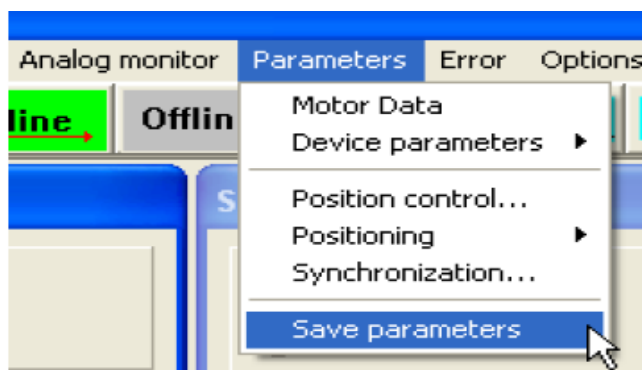 Analog monitor Parameters Error Options
line Offlin
Motor Data
Device parameters
Position control...
Positioning
Synchronization...
Save parameters
S